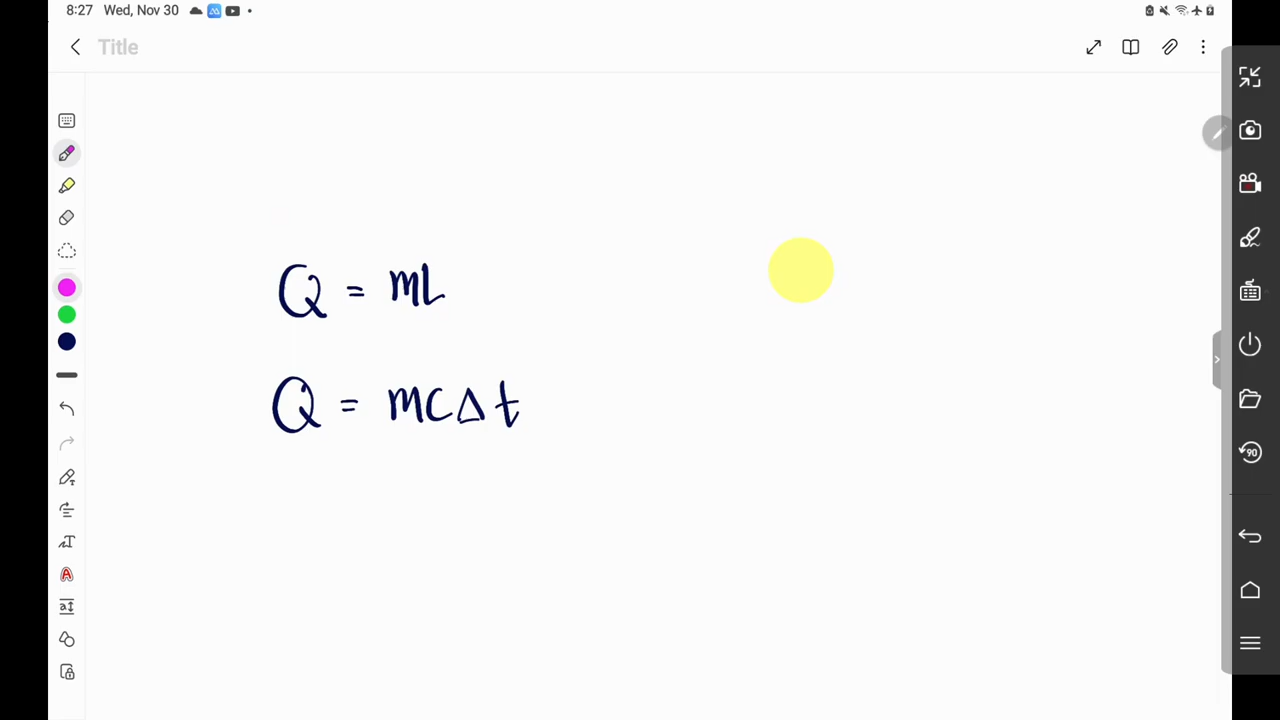 8:27 Wed, Nov 30
Title
Q = mL
Q = mcΔt